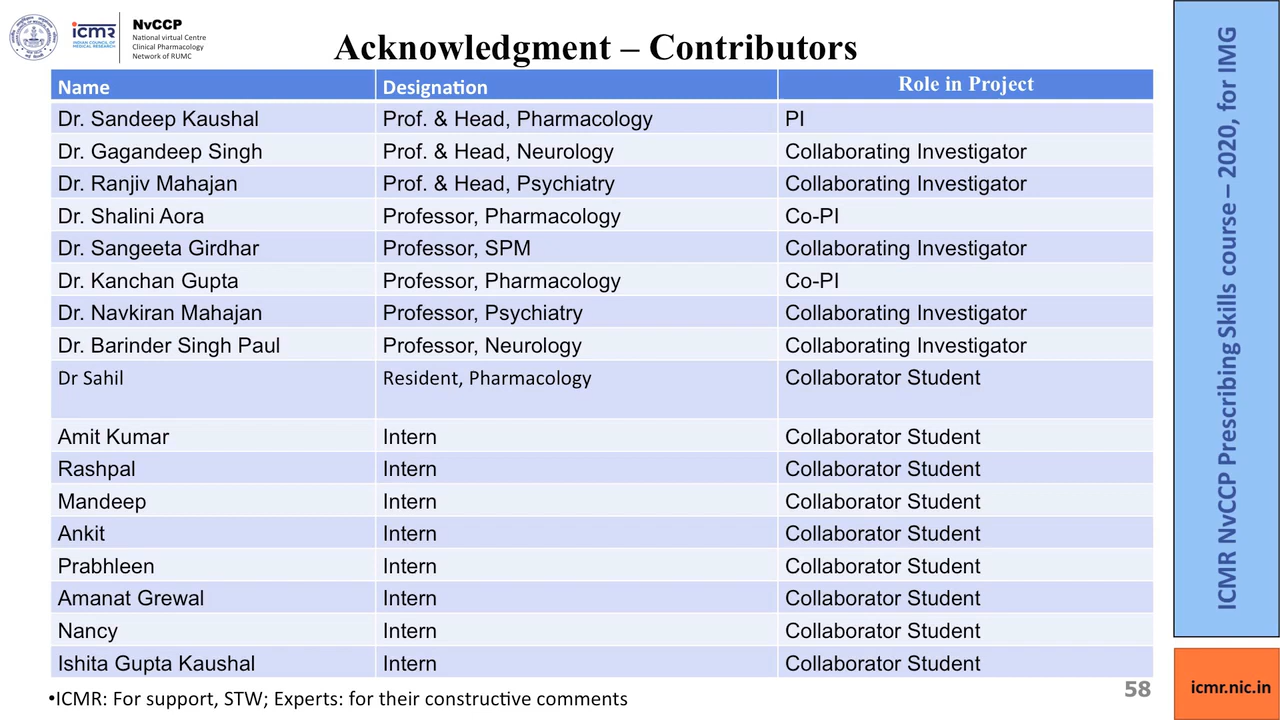 icmr
INDIAN COUNCIL OF
MEDICAL RESEARCH
NvCCP
National virtual Centre
Clinical Pharmacology
Network of RUMC
Acknowledgment – Contributors
Name Designation Role in Project
Dr. Sandeep Kaushal Prof. & Head, Pharmacology PI
Dr. Gagandeep Singh Prof. & Head, Neurology Collaborating Investigator
Dr. Ranjiv Mahajan Prof. & Head, Psychiatry Collaborating Investigator
Dr. Shalini Aora Professor, Pharmacology Co-PI
Dr. Sangeeta Girdhar Professor, SPM Collaborating Investigator
Dr. Kanchan Gupta Professor, Pharmacology Co-PI
Dr. Navkiran Mahajan Professor, Psychiatry Collaborating Investigator
Dr. Barinder Singh Paul Professor, Neurology Collaborating Investigator
Dr Sahil Resident, Pharmacology Collaborator Student
Amit Kumar Intern Collaborator Student
Rashpal Intern Collaborator Student
Mandeep Intern Collaborator Student
Ankit Intern Collaborator Student
Prabhleen Intern Collaborator Student
Amanat Grewal Intern Collaborator Student
Nancy Intern Collaborator Student
Ishita Gupta Kaushal Intern Collaborator Student
•ICMR: For support, STW; Experts: for their constructive comments
58
ICMR NvCCP Prescribing Skills course – 2020, for IMG
icmr.nic.in